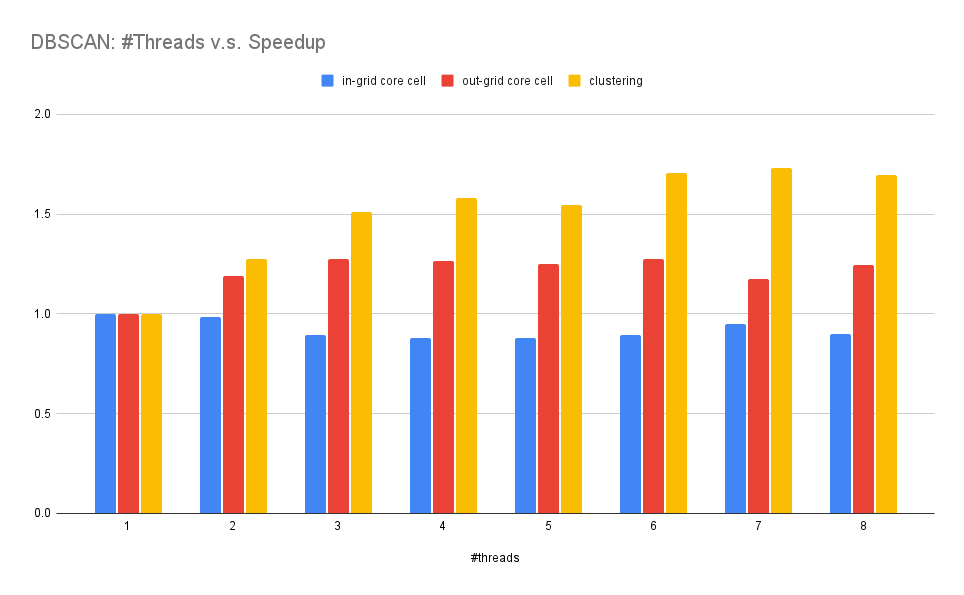 DBSCAN: #Threads v.s. Speedup
in-grid core cell out-grid core cell clustering
2.0
1.5
1.0
0.5
0.0
1 2 3 4 5 6 7 8
#threads